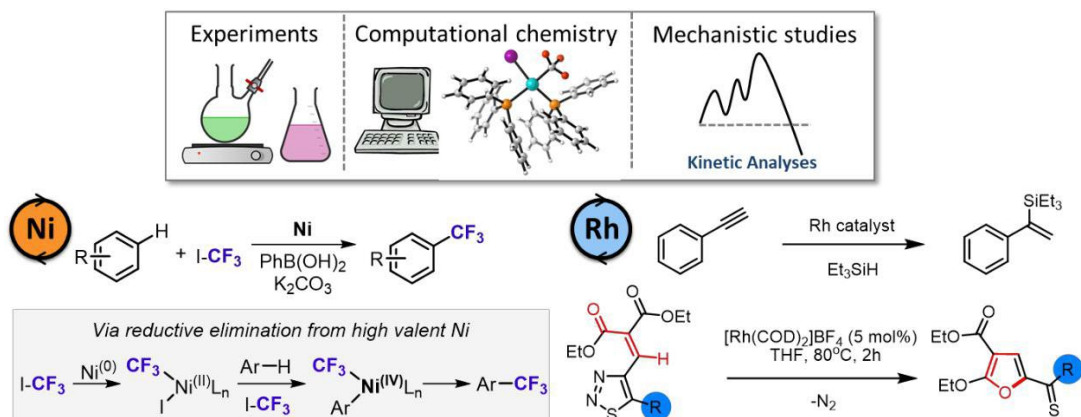 Experiments
Computational chemistry
Mechanistic studies
Kinetic Analyses
Ni
R
H
+ I-CF3
Ni
PhB(OH)2
K2CO3
R
CF3
Via reductive elimination from high valent Ni
I-CF3
Ni(0)
CF3
Ni(II)Ln
I
Ar-H
I-CF3
CF3
Ni(IV)Ln
Ar
Ar-CF3
Rh
Rh catalyst
Et3SiH
SiEt3
O
O
OEt
EtO
H
N
N
N
S
R
[Rh(COD)2]BF4 (5 mol%)
THF, 80°C, 2h
-N2
O
EtO
EtO
O
R
S